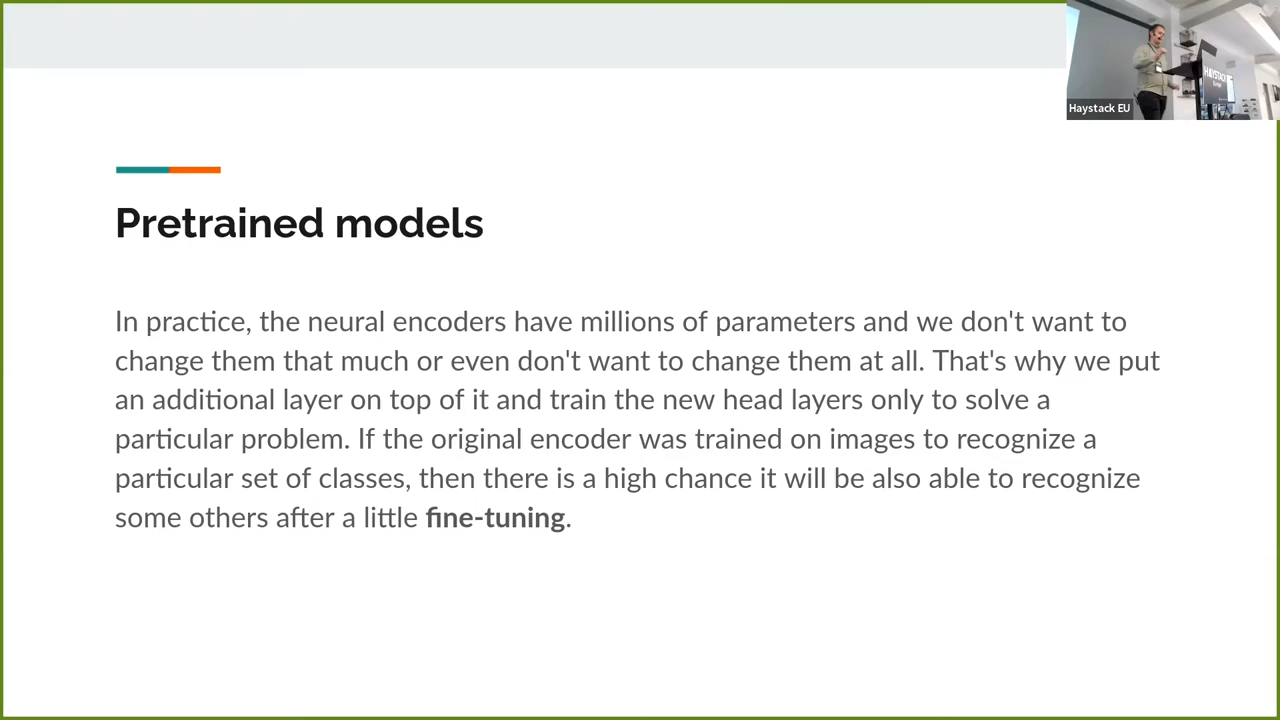 Haystack EU
HAYSTACK
Pretrained models
In practice, the neural encoders have millions of parameters and we don't want to
change them that much or even don't want to change them at all. That's why we put
an additional layer on top of it and train the new head layers only to solve a
particular problem. If the original encoder was trained on images to recognize a
particular set of classes, then there is a high chance it will be also able to recognize
some others after a little fine-tuning.